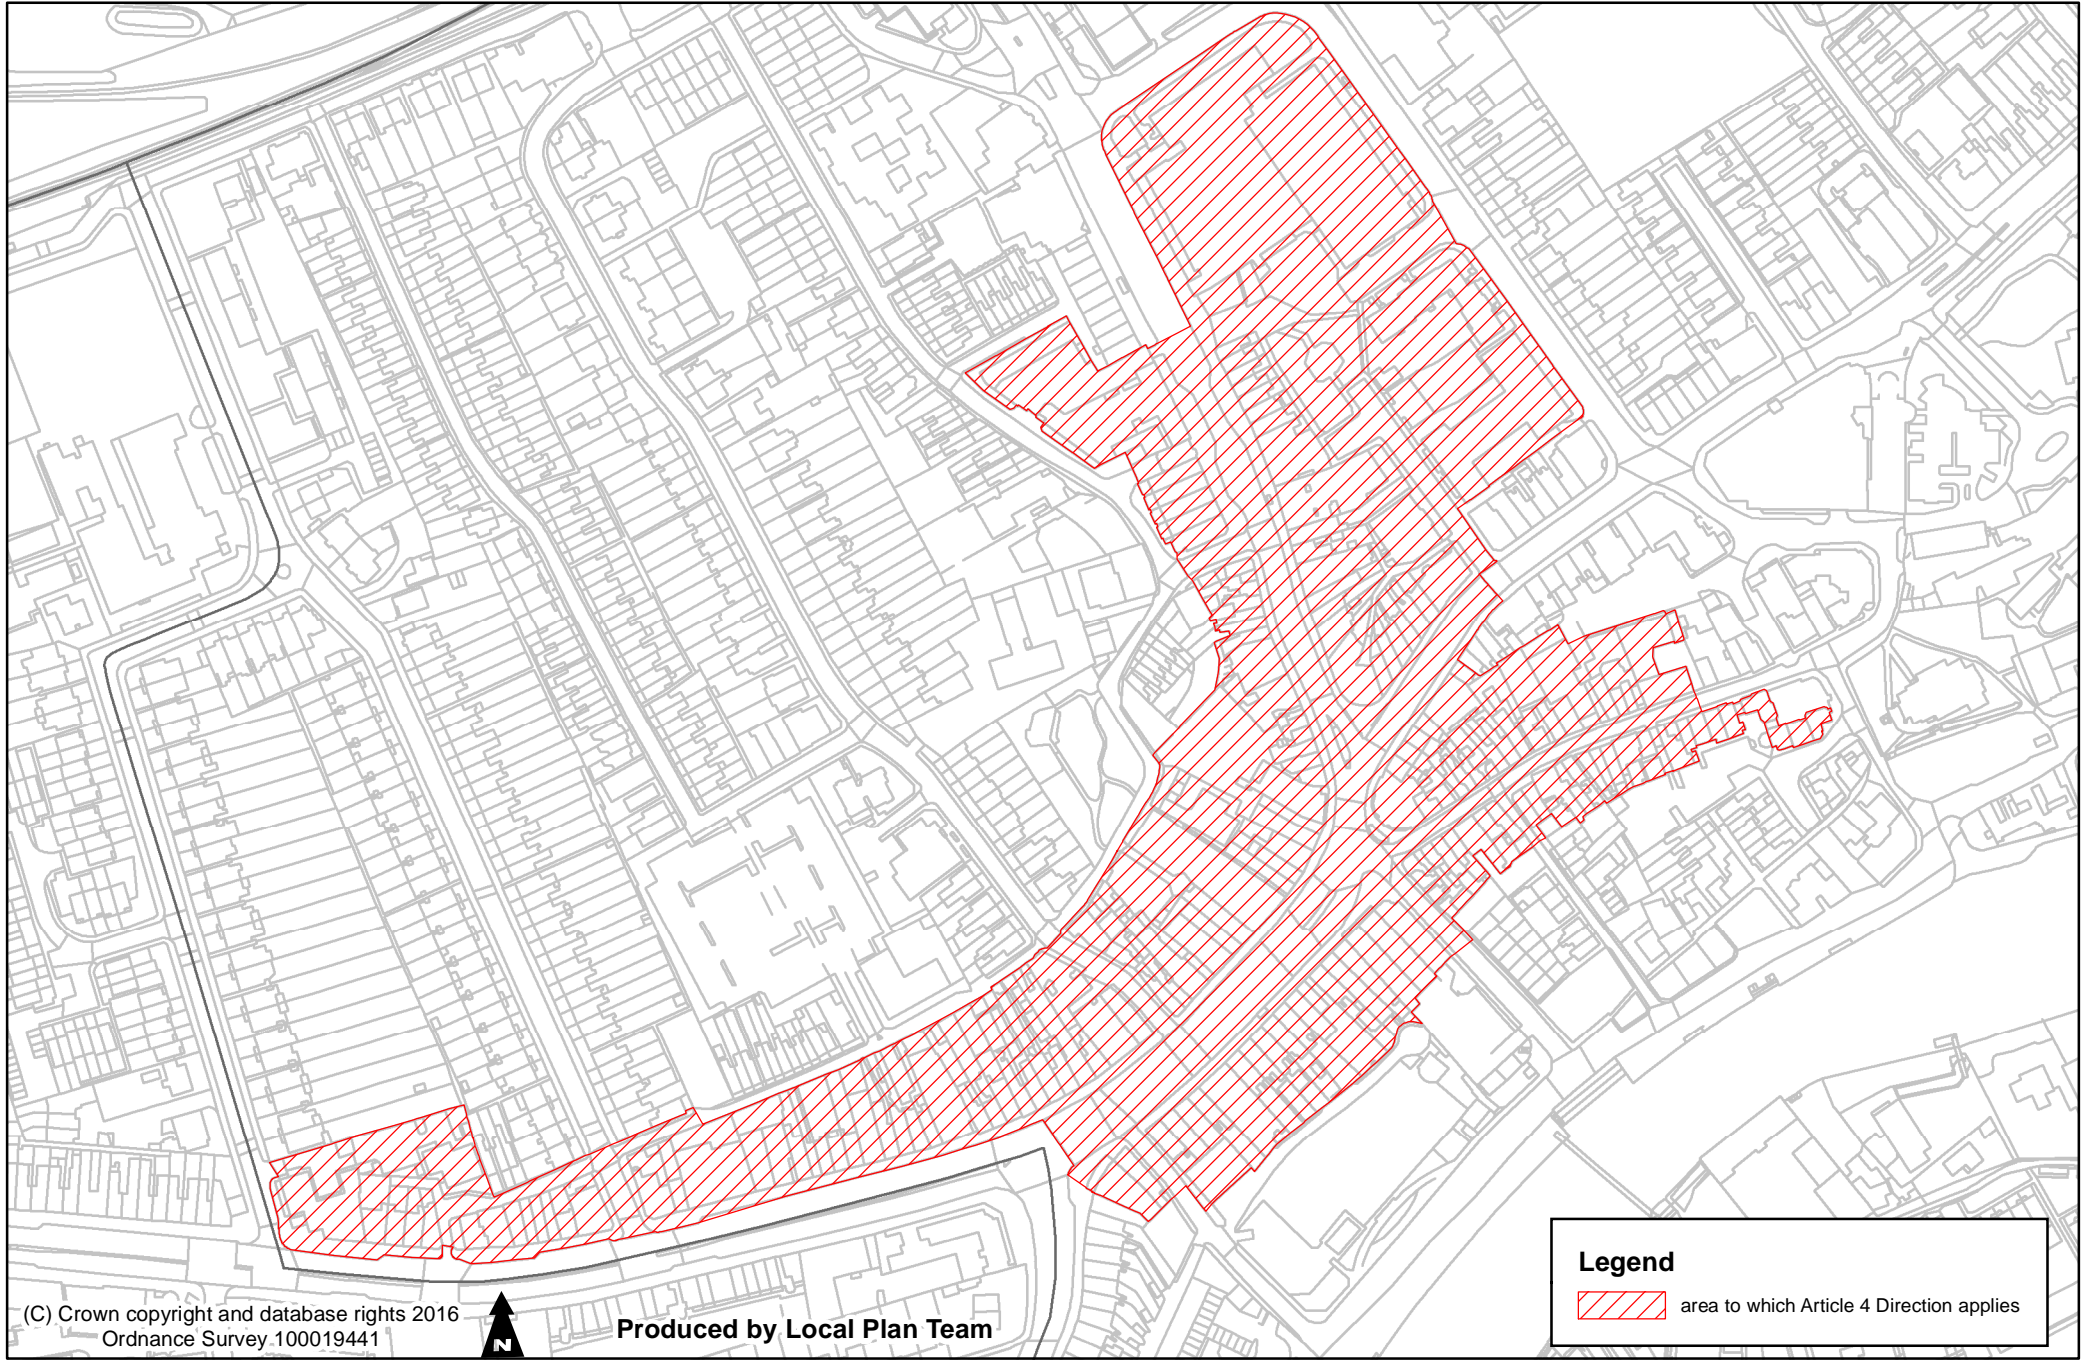 (C) Crown copyright and database rights 2016
Ordnance Survey 100019441
N
Produced by Local Plan Team
Legend
area to which Article 4 Direction applies